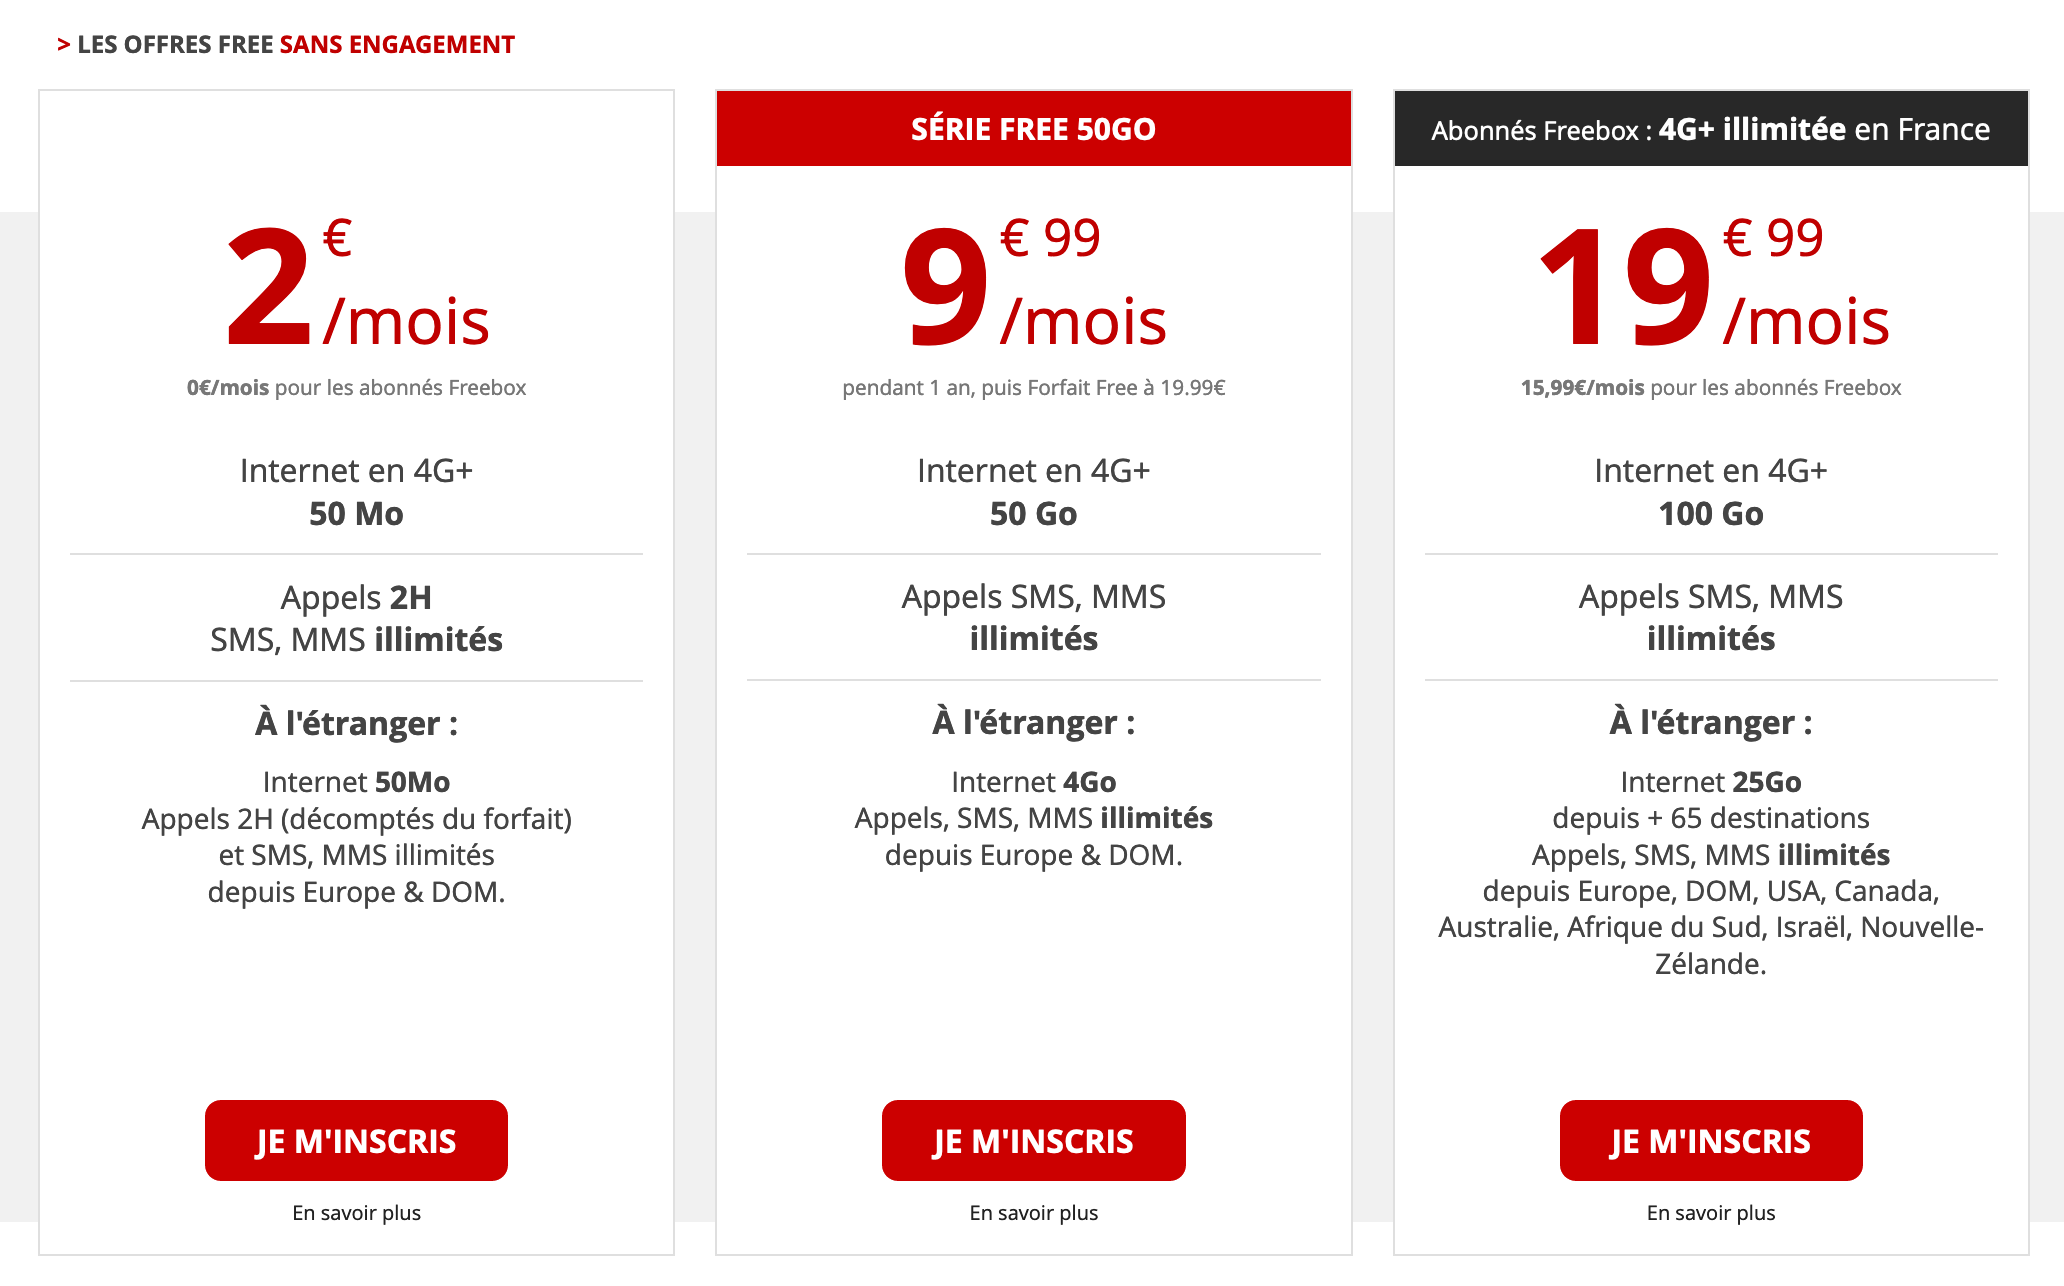 > LES OFFRES FREE SANS ENGAGEMENT
2€/mois
0€/mois pour les abonnés Freebox
Internet en 4G+
50 Mo
Appels 2H
SMS, MMS illimités
À l'étranger :
Internet 50Mo
Appels 2H (décomptés du forfait)
et SMS, MMS illimités
depuis Europe & DOM.
JE M'INSCRIS
En savoir plus
SÉRIE FREE 50GO
9€ 99/mois
pendant 1 an, puis Forfait Free à 19.99€
Internet en 4G+
50 Go
Appels SMS, MMS
illimités
À l'étranger :
Internet 4Go
Appels, SMS, MMS illimités
depuis Europe & DOM.
JE M'INSCRIS
En savoir plus
Abonnés Freebox : 4G+ illimitée en France
19€ 99/mois
15,99€/mois pour les abonnés Freebox
Internet en 4G+
100 Go
Appels SMS, MMS
illimités
À l'étranger :
Internet 25Go
depuis + 65 destinations
Appels, SMS, MMS illimités
depuis Europe, DOM, USA, Canada,
Australie, Afrique du Sud, Israël, Nouvelle-
Zélande.
JE M'INSCRIS
En savoir plus